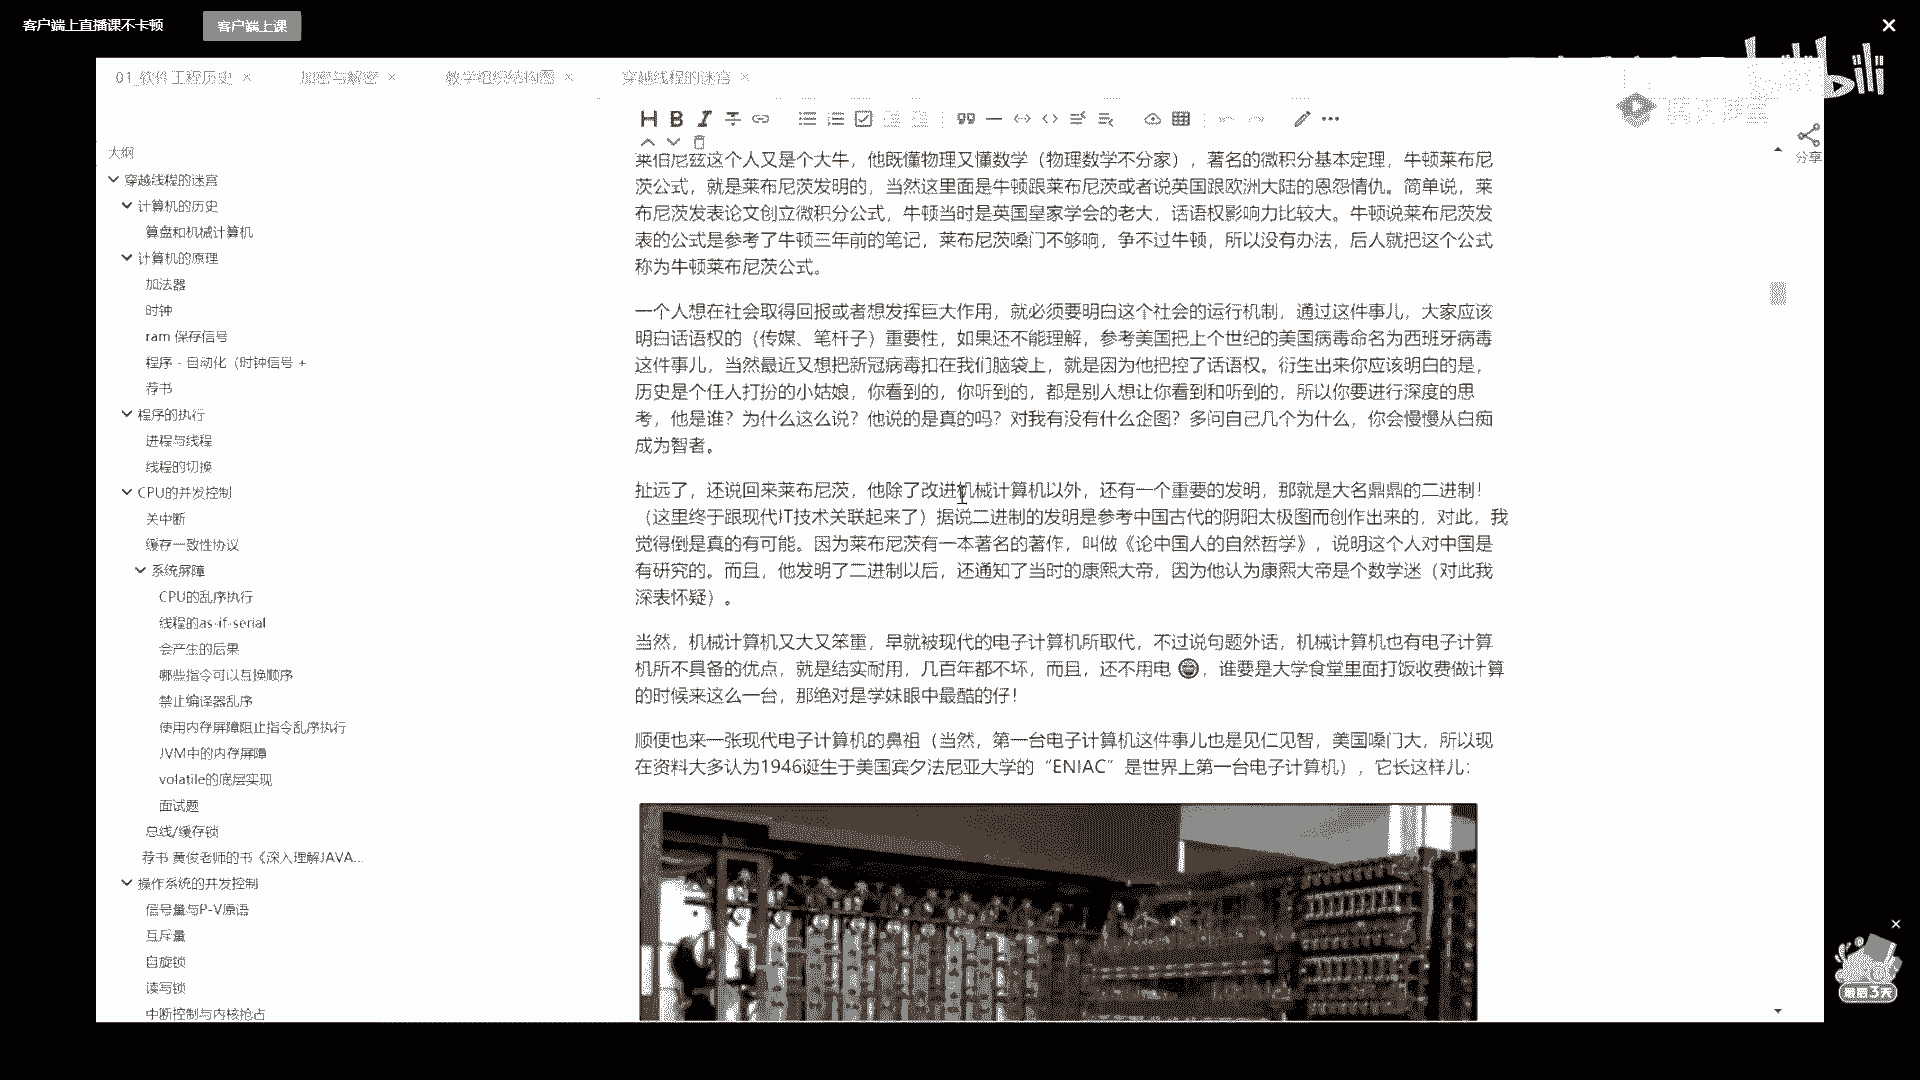 客户端上直播课不卡顿
客户端上课
bili
01_软件工程历史
加密与解密
教学组织结构图
穿越线程的迷宫
分享
大纲
穿越线程的迷宫
计算机的历史
算盘和机械计算机
计算机的原理
加法器
时钟
ram 保存信号
程序 - 自动化（时钟信号 +
荐书
程序的执行
进程与线程
线程的切换
CPU的并发控制
关中断
缓存一致性协议
系统屏障
CPU的乱序执行
线程的as-if-serial
会产生的后果
哪些指令可以互换顺序
禁止编译器乱序
使用内存屏障阻止指令乱序执行
JVM中的内存屏障
volatile的底层实现
面试题
总线/缓存锁
荐书 黄俊老师的书《深入理解JAVA...
操作系统的并发控制
信号量与P-V原语
互斥量
自旋锁
读写锁
中断控制与内核抢占
莱伯尼兹这个人又是个大牛，他既懂物理又懂数学（物理数学不分家），著名的微积分基本定理，牛顿莱布尼
茨公式，就是莱布尼茨发明的，当然这里面是牛顿跟莱布尼茨或者说英国跟欧洲大陆的恩怨情仇。简单说，莱
布尼茨发表论文创立微积分公式，牛顿当时是英国皇家学会的老大，话语权影响力比较大。牛顿说莱布尼茨发
表的公式是参考了牛顿三年前的笔记，莱布尼茨嗓门不够响，争不过牛顿，所以没有办法，后人就把这个公式
称为牛顿莱布尼茨公式。
一个人想在社会取得回报或者想发挥巨大作用，就必须要明白这个社会的运行机制，通过这件事儿，大家应该
明白话语权的（传媒、笔杆子）重要性，如果还不能理解，参考美国把上个世纪的美国病毒命名为西班牙病毒
这件事儿，当然最近又想把新冠病毒扣在我们脑袋上，就是因为他把控了话语权。衍生出来你应该明白的是，
历史是个任人打扮的小姑娘，你看到的，你听到的，都是别人想让你看到和听到的，所以你要进行深度的思
考，他是谁？为什么这么说？他说的是真的吗？对我有没有什么企图？多问自己几个为什么，你会慢慢从白痴
成为智者。
扯远了，还说回来莱布尼茨，他除了改进机械计算机以外，还有一个重要的发明，那就是大名鼎鼎的二进制！
（这里终于跟现代IT技术关联起来了）据说二进制的发明是参考中国古代的阴阳太极图而创作出来的，对此，我
觉得倒是真的有可能。因为莱布尼茨有一本著名的著作，叫做《论中国人的自然哲学》，说明这个人对中国是
有研究的。而且，他发明了二进制以后，还通知了当时的康熙大帝，因为他认为康熙大帝是个数学迷（对此我
深表怀疑）。
当然，机械计算机又大又笨重，早就被现代的电子计算机所取代，不过说句题外话，机械计算机也有电子计算
机所不具备的优点，就是结实耐用，几百年都不坏，而且，还不用电 😄，谁要是大学食堂里面打饭收费做计算
的时候来这么一台，那绝对是学妹眼中最酷的仔！
顺便也来一张现代电子计算机的鼻祖（当然，第一台电子计算机这件事儿也是见仁见智，美国嗓门大，所以现
在资料大多认为1946诞生于美国宾夕法尼亚大学的“ENIAC”是世界上第一台电子计算机），它长这样儿：
最后3天